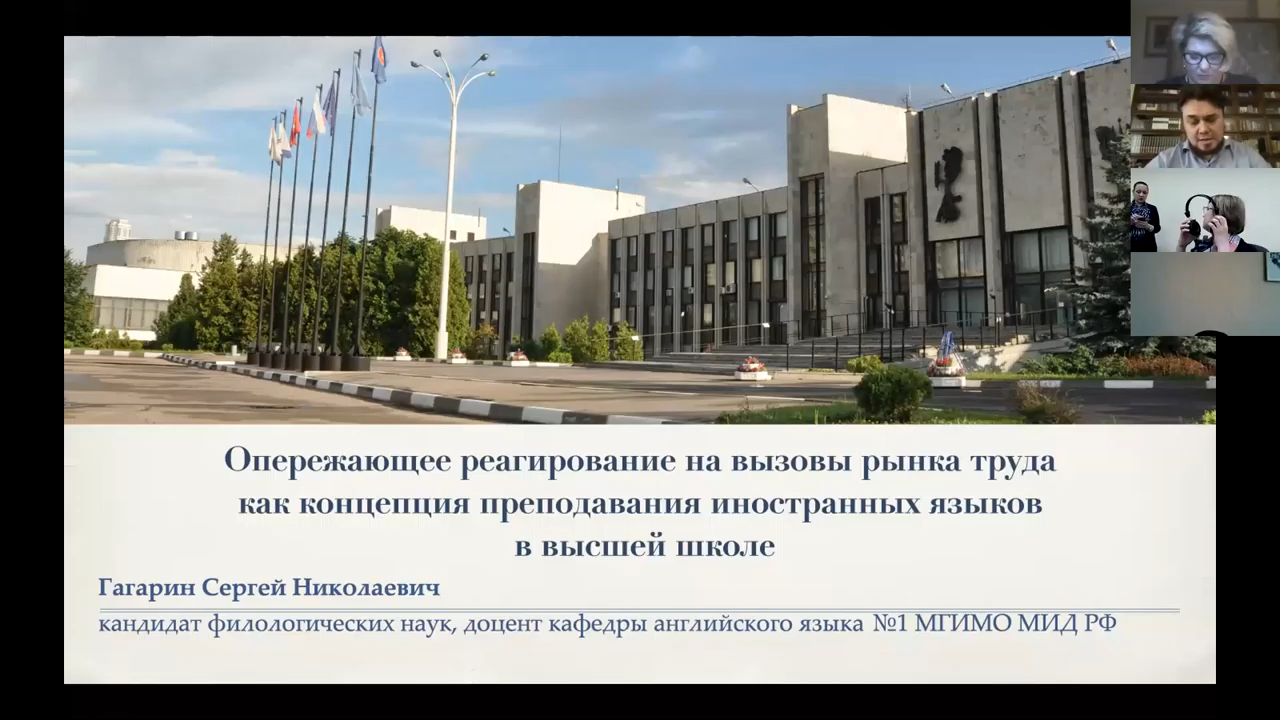 Опережающее реагирование на вызовы рынка труда
как концепция преподавания иностранных языков
в высшей школе
Гагарин Сергей Николаевич
кандидат филологических наук, доцент кафедры английского языка №1 МГИМО МИД РФ